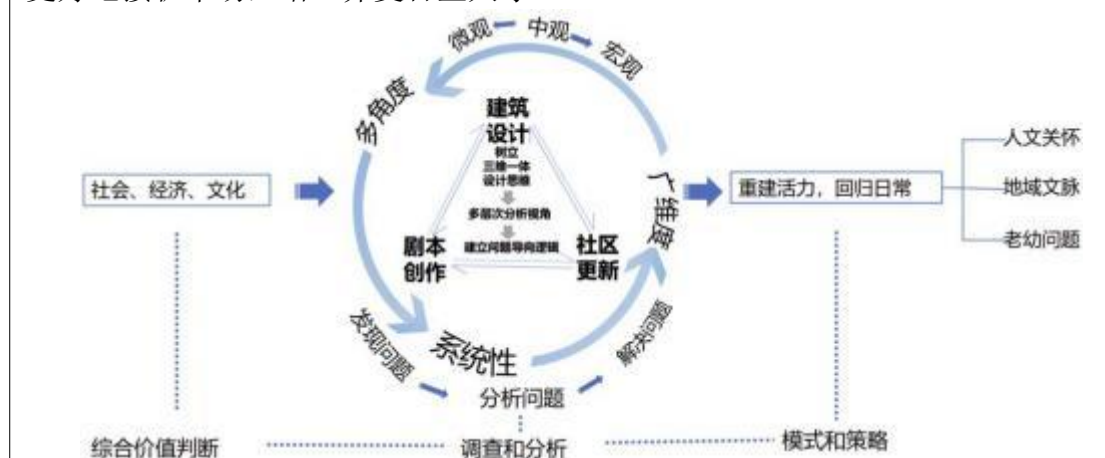 微观
中观
宏观
多角度
建筑
设计
树立
三维一体
设计思维
多层次分析视角
建立问题导向逻辑
剧本
创作
社区
更新
广维度
社会、经济、文化
重建活力，回归日常
人文关怀
地域文脉
老幼问题
发现问题
系统性
分析问题
解决问题
综合价值判断
调查和分析
模式和策略